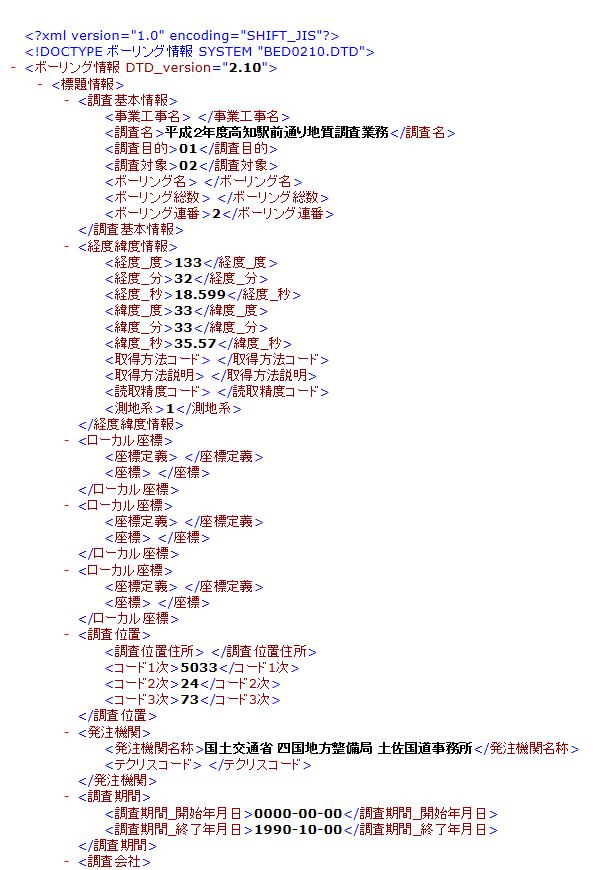 <?xml version="1.0" encoding="SHIFT_JIS"?>
<!DOCTYPE ボーリング情報 SYSTEM "BED0210.DTD">
- <ボーリング情報 DTD_version="2.10">
- <標題情報>
- <調査基本情報>
<事業工事名> </事業工事名>
<調査名>平成２年度高知駅前通り地質調査業務</調査名>
<調査目的>01</調査目的>
<調査対象>02</調査対象>
<ボーリング名> </ボーリング名>
<ボーリング総数> </ボーリング総数>
<ボーリング連番>2</ボーリング連番>
</調査基本情報>
- <経度緯度情報>
<経度_度>133</経度_度>
<経度_分>32</経度_分>
<経度_秒>18.599</経度_秒>
<緯度_度>33</緯度_度>
<緯度_分>33</緯度_分>
<緯度_秒>35.57</緯度_秒>
<取得方法コード> </取得方法コード>
<取得方法説明> </取得方法説明>
<読取精度コード> </読取精度コード>
<測地系>1</測地系>
</経度緯度情報>
- <ローカル座標>
<座標定義> </座標定義>
<座標> </座標>
</ローカル座標>
- <ローカル座標>
<座標定義> </座標定義>
<座標> </座標>
</ローカル座標>
- <ローカル座標>
<座標定義> </座標定義>
<座標> </座標>
</ローカル座標>
- <調査位置>
<調査位置住所> </調査位置住所>
<コード1次>5033</コード1次>
<コード2次>24</コード2次>
<コード3次>73</コード3次>
</調査位置>
- <発注機関>
<発注機関名称>国土交通省 四国地方整備局 土佐国道事務所</発注機関名称>
<テクリスコード> </テクリスコード>
</発注機関>
- <調査期間>
<調査期間_開始年月日>0000-00-00</調査期間_開始年月日>
<調査期間_終了年月日>1990-10-00</調査期間_終了年月日>
</調査期間>
- <調査会社>